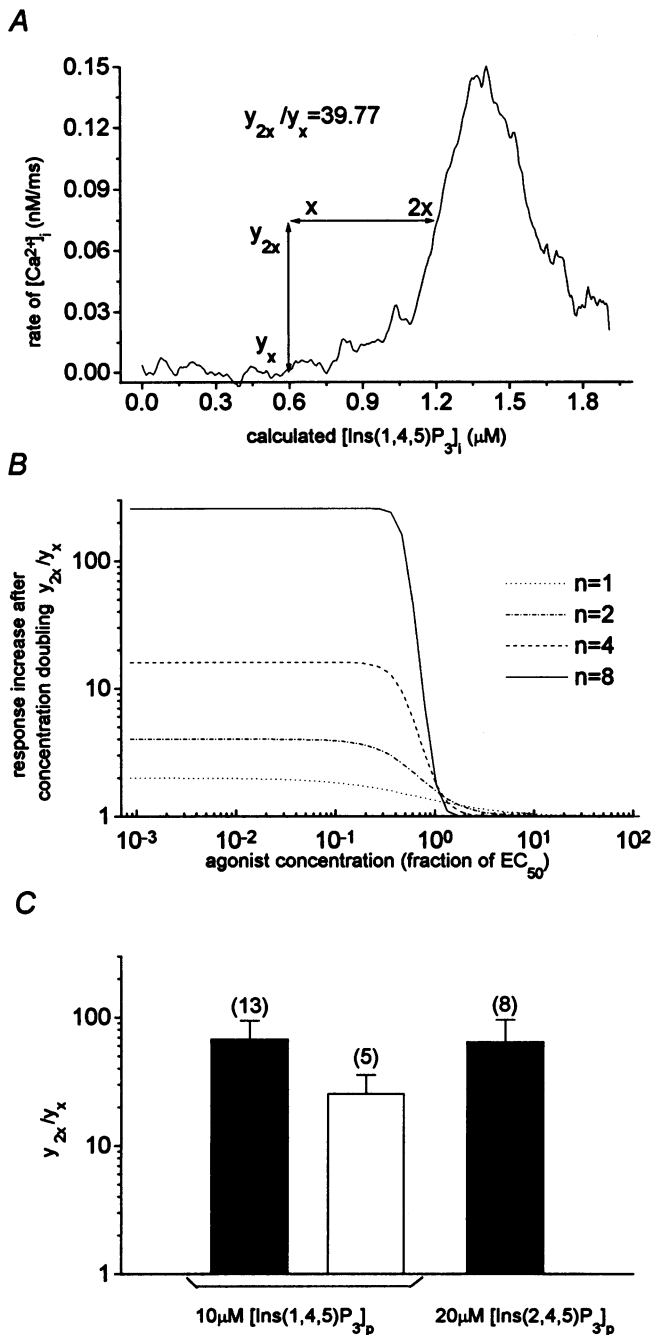 A
0.15
0.12
0.09
0.06
0.03
0.00
rate of [Ca²⁺]ᵢ (nM/ms)
y₂ₓ/yₓ=39.77
x
2x
y₂ₓ
yₓ
0.0 0.3 0.6 0.9 1.2 1.5 1.8
calculated [Ins(1,4,5)P₃]ᵢ (μM)
B
response increase after
concentration doubling y₂ₓ/yₓ
100
10
1
n=1
n=2
n=4
n=8
10⁻³ 10⁻² 10⁻¹ 10⁰ 10¹ 10²
agonist concentration (fraction of EC₅₀)
C
y₂ₓ/yₓ
100
10
1
(13)
(5)
(8)
10μM [Ins(1,4,5)P₃]ₚ 20μM [Ins(2,4,5)P₃]ₚ